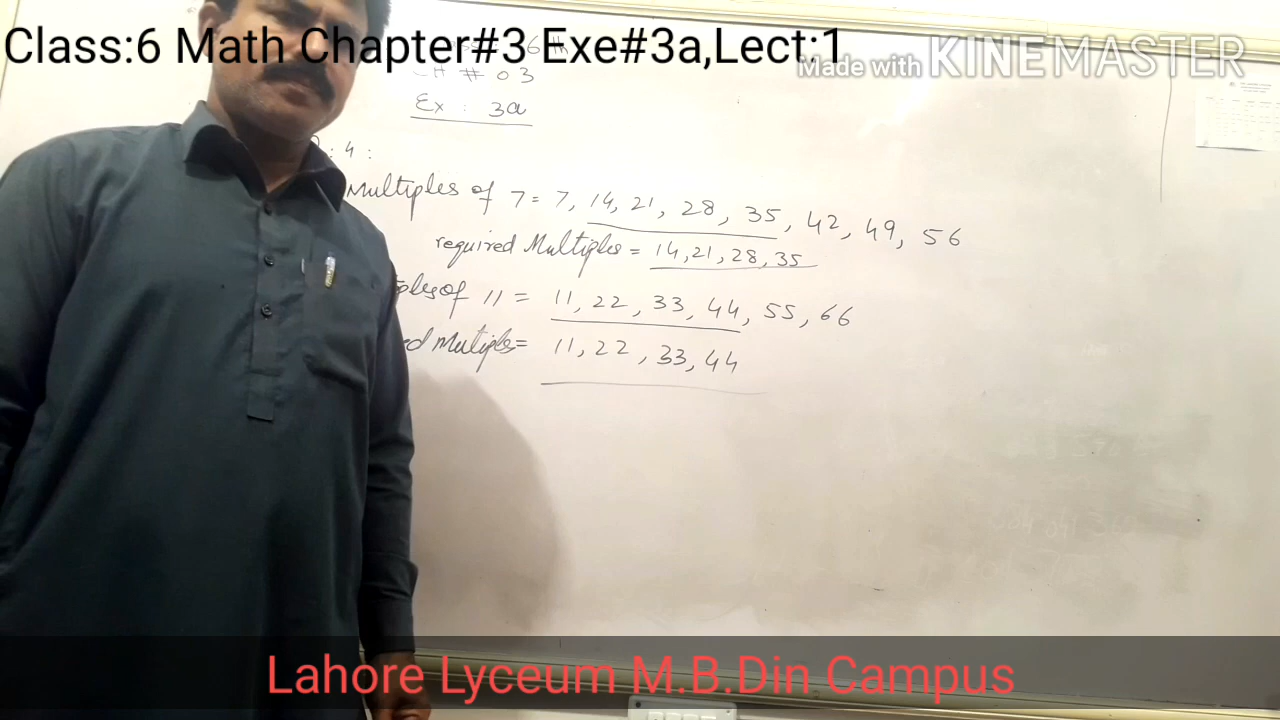 Class:6 Math Chapter#3 Exe#3a,Lect:1
Made with KINEMASTER
# 03
Ex : 3a
: 4 :
Multiples of 7 = 7, 14, 21, 28, 35, 42, 49, 56
required Multiples = 14, 21, 28, 35
of 11 = 11, 22, 33, 44, 55, 66
Mutiples = 11, 22, 33, 44
Lahore Lyceum M.B.Din Campus